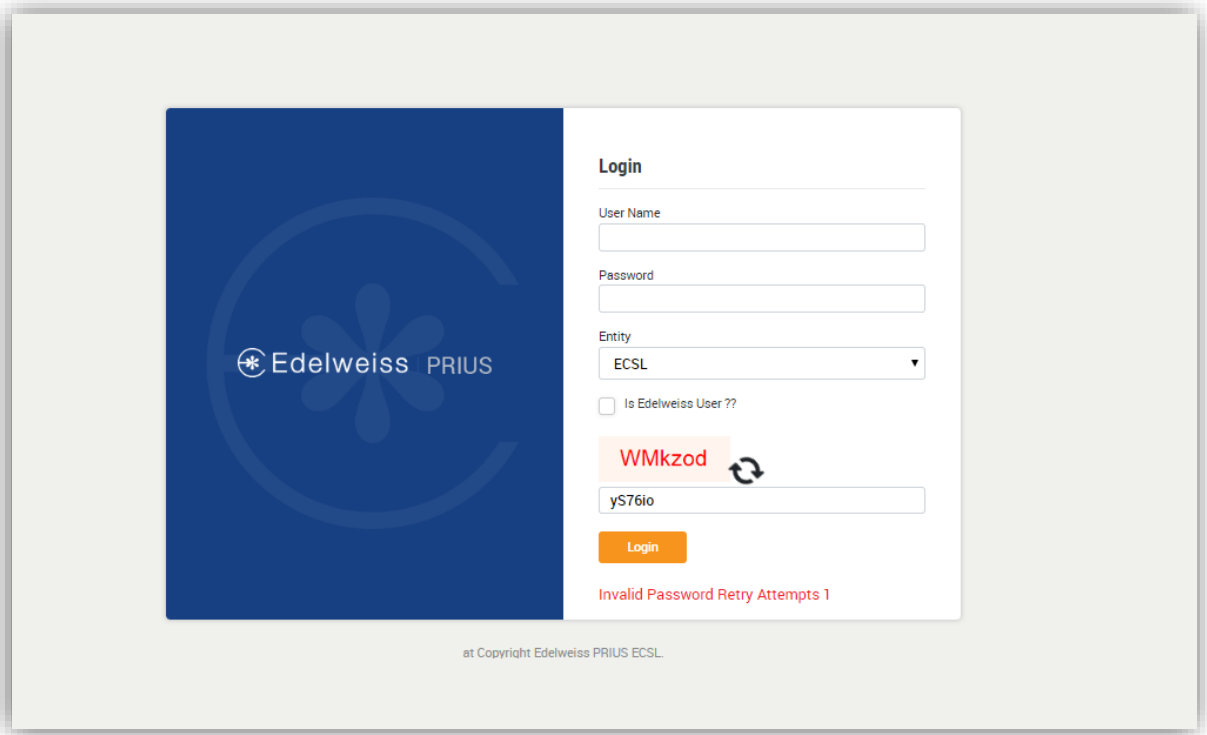 Login
User Name
Password
Entity
ECSL
Is Edelweiss User ??
WMkzod
yS76io
Login
Invalid Password Retry Attempts 1
Edelweiss PRIUS
at Copyright Edelweiss PRIUS ECSL.